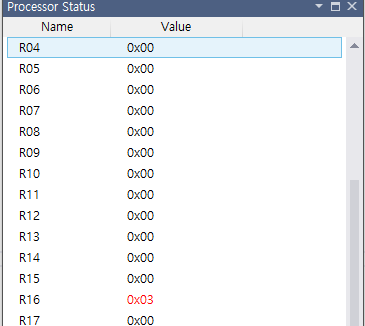 Processor Status
Name Value
R04 0x00
R05 0x00
R06 0x00
R07 0x00
R08 0x00
R09 0x00
R10 0x00
R11 0x00
R12 0x00
R13 0x00
R14 0x00
R15 0x00
R16 0x03
R17 0x00